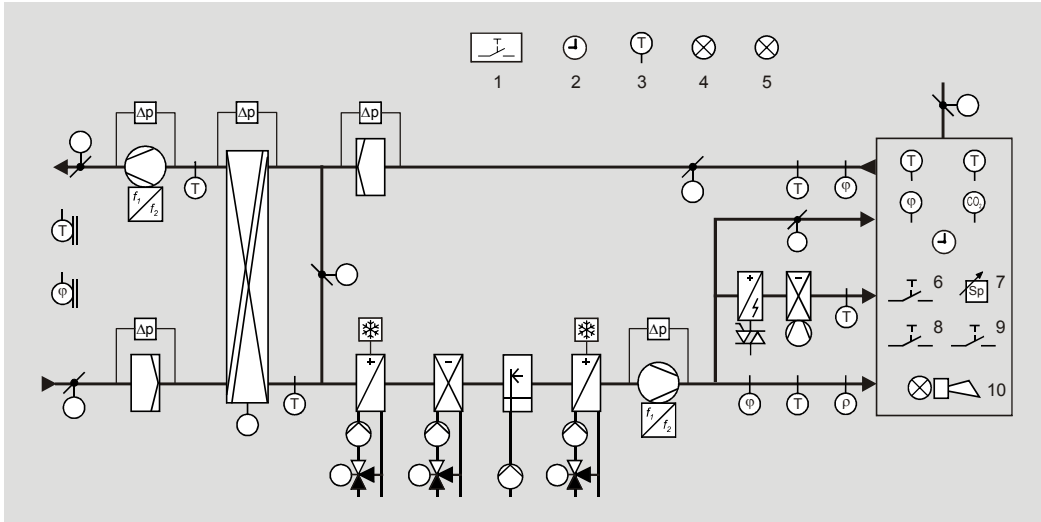 T
1 2 3 4 5
Δp Δp Δp
T T φ
f₁ f₂
T T
φ CO₂
T
φ
6 Sp 7
+ −
T
8 9
Δp Δp
+ − +
T
10
f₁ f₂
φ T ρ